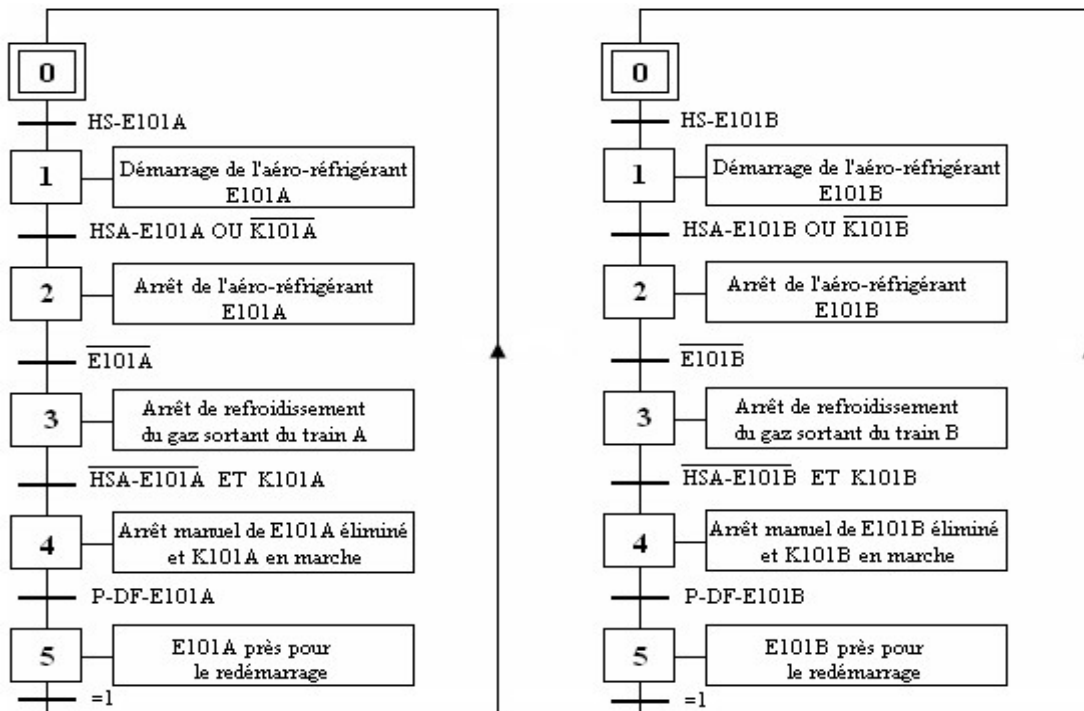 0
HS-E101A
1
Démarrage de l'aéro-réfrigérant
E101A
HSA-E101A OU K101A
2
Arrêt de l'aéro-réfrigérant
E101A
E101A
3
Arrêt de refroidissement
du gaz sortant du train A
HSA-E101A ET K101A
4
Arrêt manuel de E101A éliminé
et K101A en marche
P-DF-E101A
5
E101A près pour
le redémarrage
=1
0
HS-E101B
1
Démarrage de l'aéro-réfrigérant
E101B
HSA-E101B OU K101B
2
Arrêt de l'aéro-réfrigérant
E101B
E101B
3
Arrêt de refroidissement
du gaz sortant du train B
HSA-E101B ET K101B
4
Arrêt manuel de E101B éliminé
et K101B en marche
P-DF-E101B
5
E101B près pour
le redémarrage
=1